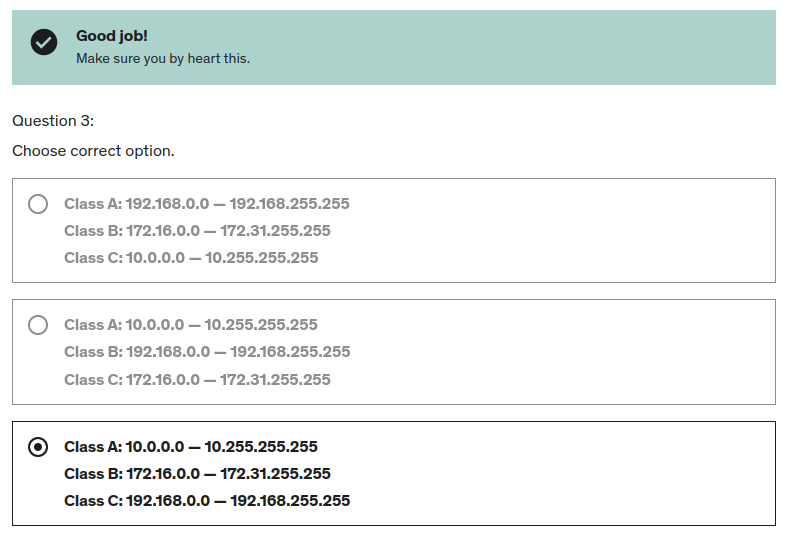 Good job!
Make sure you by heart this.
Question 3:
Choose correct option.
Class A: 192.168.0.0 — 192.168.255.255
Class B: 172.16.0.0 — 172.31.255.255
Class C: 10.0.0.0 — 10.255.255.255
Class A: 10.0.0.0 — 10.255.255.255
Class B: 192.168.0.0 — 192.168.255.255
Class C: 172.16.0.0 — 172.31.255.255
Class A: 10.0.0.0 — 10.255.255.255
Class B: 172.16.0.0 — 172.31.255.255
Class C: 192.168.0.0 — 192.168.255.255